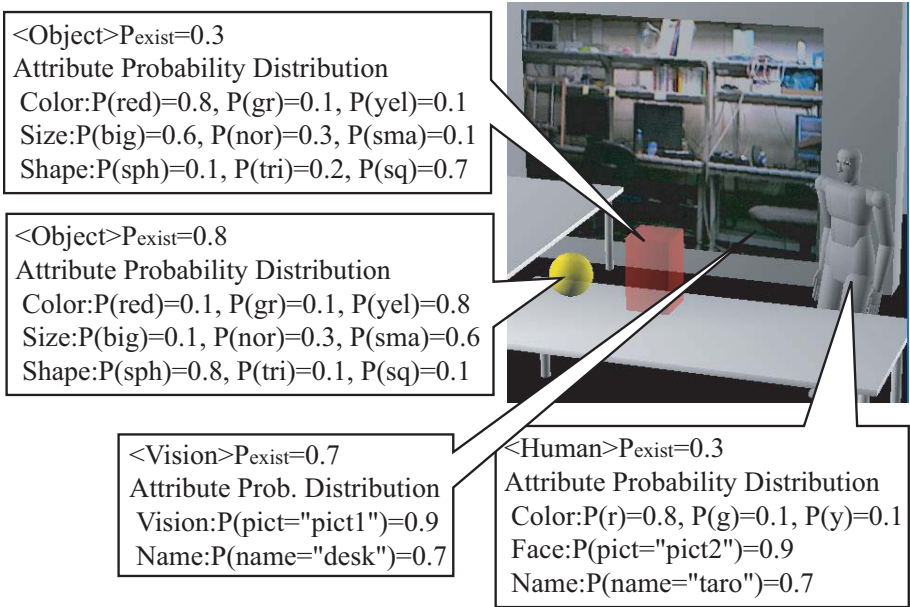 <Object>Pexist=0.3
Attribute Probability Distribution
Color:P(red)=0.8, P(gr)=0.1, P(yel)=0.1
Size:P(big)=0.6, P(nor)=0.3, P(sma)=0.1
Shape:P(sph)=0.1, P(tri)=0.2, P(sq)=0.7
<Object>Pexist=0.8
Attribute Probability Distribution
Color:P(red)=0.1, P(gr)=0.1, P(yel)=0.8
Size:P(big)=0.1, P(nor)=0.3, P(sma)=0.6
Shape:P(sph)=0.8, P(tri)=0.1, P(sq)=0.1
<Vision>Pexist=0.7
Attribute Prob. Distribution
Vision:P(pict="pict1")=0.9
Name:P(name="desk")=0.7
<Human>Pexist=0.3
Attribute Probability Distribution
Color:P(r)=0.8, P(g)=0.1, P(y)=0.1
Face:P(pict="pict2")=0.9
Name:P(name="taro")=0.7